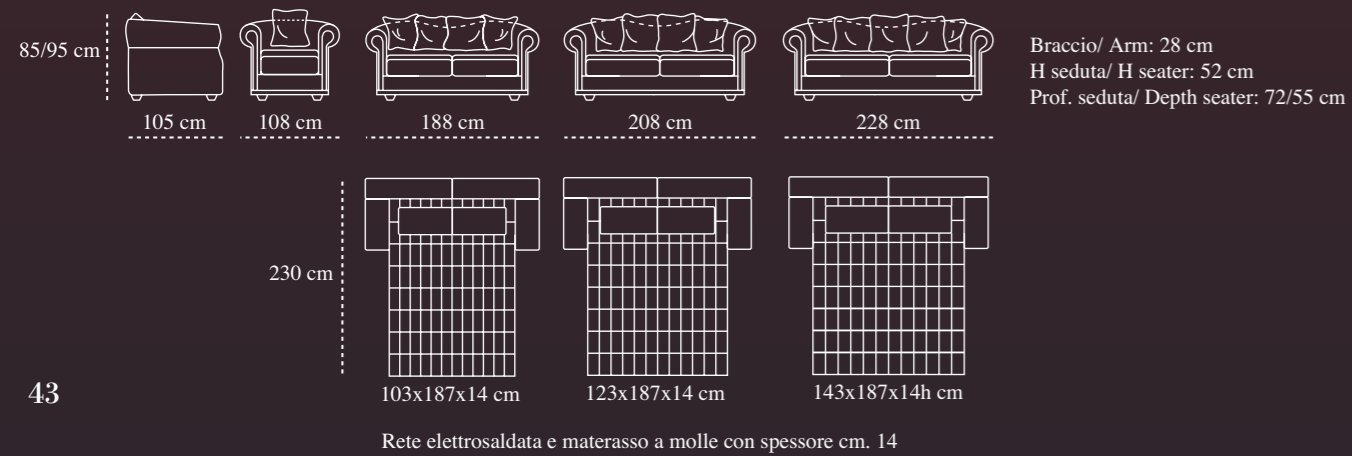 85/95 cm
105 cm
108 cm
188 cm
208 cm
228 cm
Braccio/ Arm: 28 cm
H seduta/ H seater: 52 cm
Prof. seduta/ Depth seater: 72/55 cm
230 cm
103x187x14 cm
123x187x14 cm
143x187x14h cm
43
Rete elettrosaldata e materasso a molle con spessore cm. 14